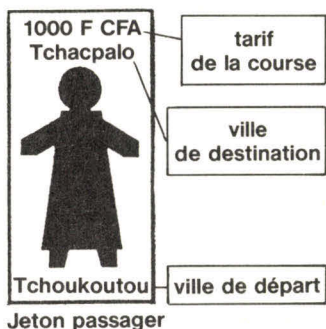 1000 F CFA
Tchacpalo
tarif
de la course
ville
de destination
Tchoukoutou
ville de départ
Jeton passager